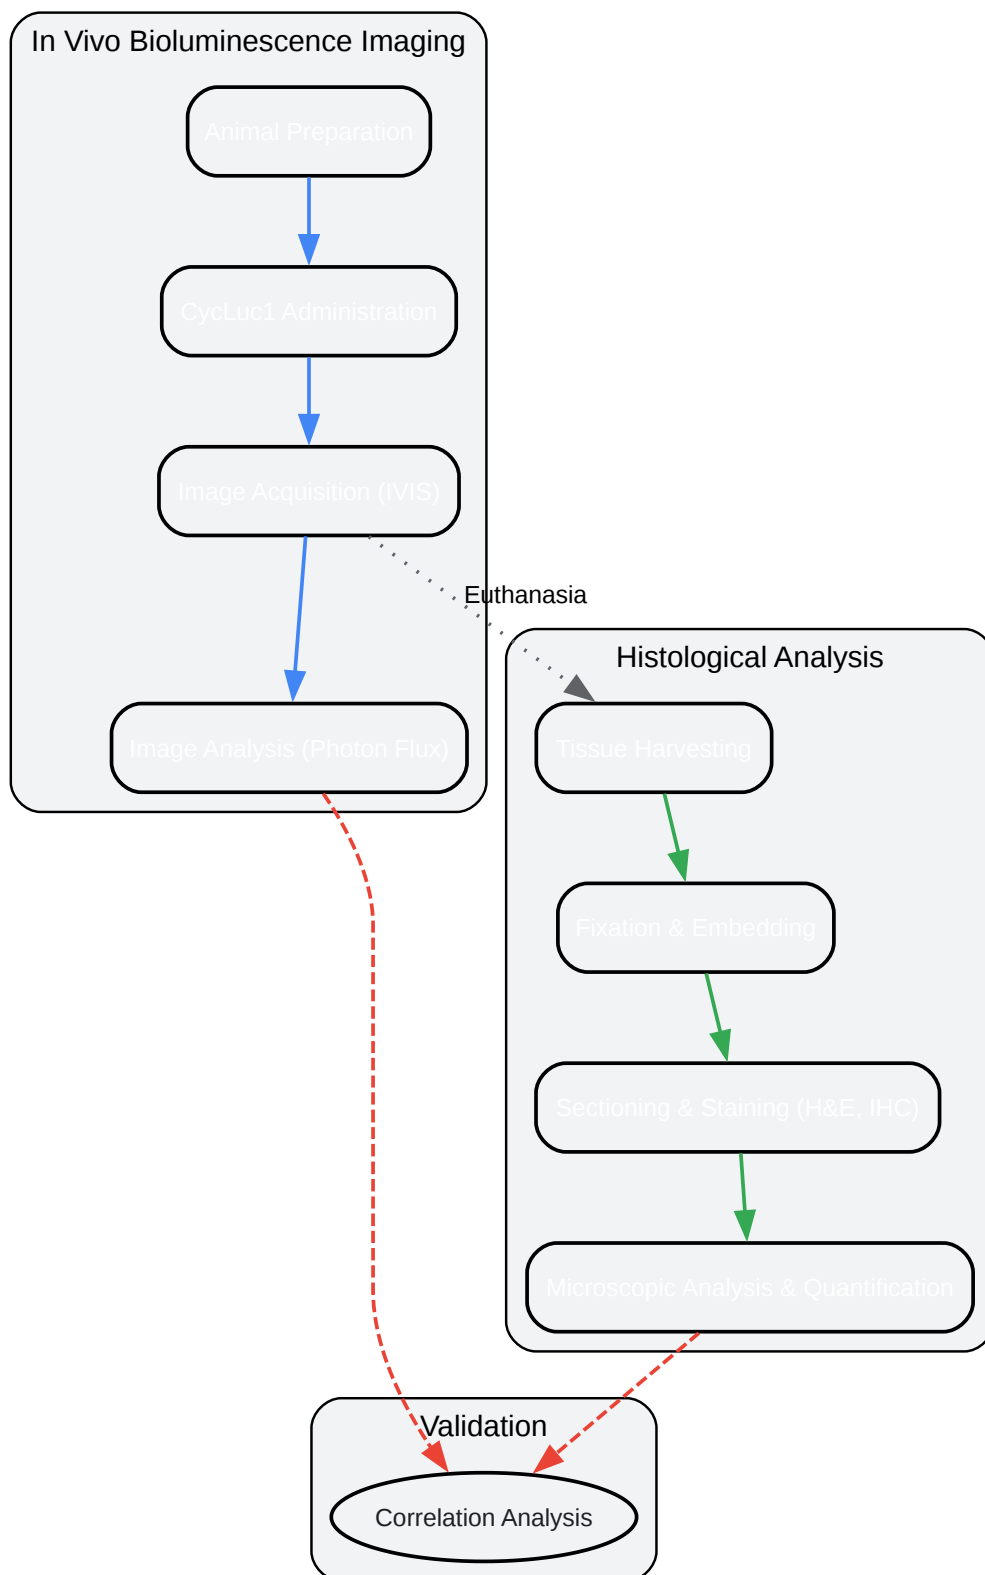 In Vivo Bioluminescence Imaging
Animal Preparation
CycLuc1 Administration
Image Acquisition (IVIS)
Euthanasia
Image Analysis (Photon Flux)
Histological Analysis
Tissue Harvesting
Fixation & Embedding
Sectioning & Staining (H&E, IHC)
Microscopic Analysis & Quantification
Validation
Correlation Analysis